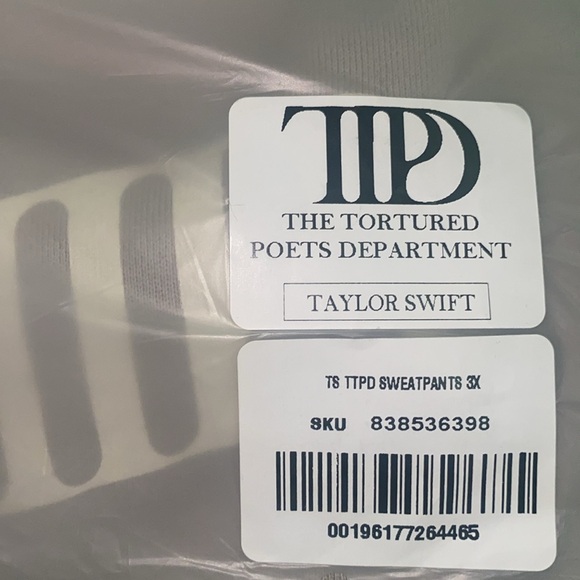 TTPD
THE TORTURED
POETS DEPARTMENT
TAYLOR SWIFT
TS TTPD SWEATPANTS 3X
SKU 838536398
00196177264465